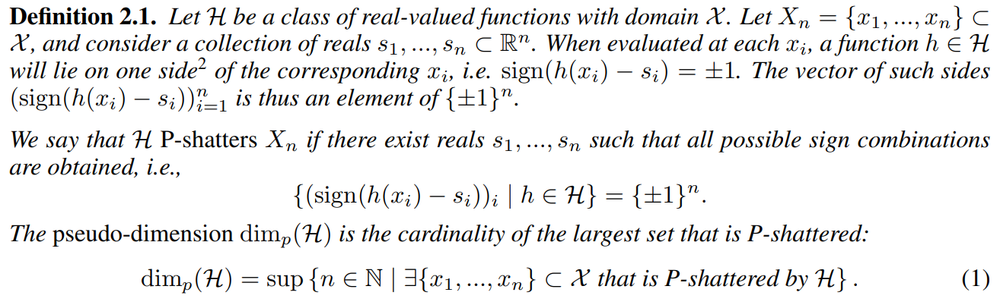 Definition 2.1. Let $\mathcal{H}$ be a class of real-valued functions with domain $\mathcal{X}$. Let $X_n = \{x_1, ..., x_n\} \subset$
$\mathcal{X}$, and consider a collection of reals $s_1, ..., s_n \subset \mathbb{R}^n$. When evaluated at each $x_i$, a function $h \in \mathcal{H}$
will lie on one side$^2$ of the corresponding $x_i$, i.e. $\mathrm{sign}(h(x_i) - s_i) = \pm 1$. The vector of such sides
$(\mathrm{sign}(h(x_i) - s_i))_{i=1}^n$ is thus an element of $\{\pm 1\}^n$.
We say that $\mathcal{H}$ P-shatters $X_n$ if there exist reals $s_1, ..., s_n$ such that all possible sign combinations
are obtained, i.e.,
$\{(\mathrm{sign}(h(x_i) - s_i))_i \mid h \in \mathcal{H}\} = \{\pm 1\}^n.$
The pseudo-dimension $\dim_p(\mathcal{H})$ is the cardinality of the largest set that is P-shattered:
$\dim_p(\mathcal{H}) = \sup \{n \in \mathbb{N} \mid \exists \{x_1, ..., x_n\} \subset \mathcal{X} \text{ that is P-shattered by } \mathcal{H}\}.$ (1)